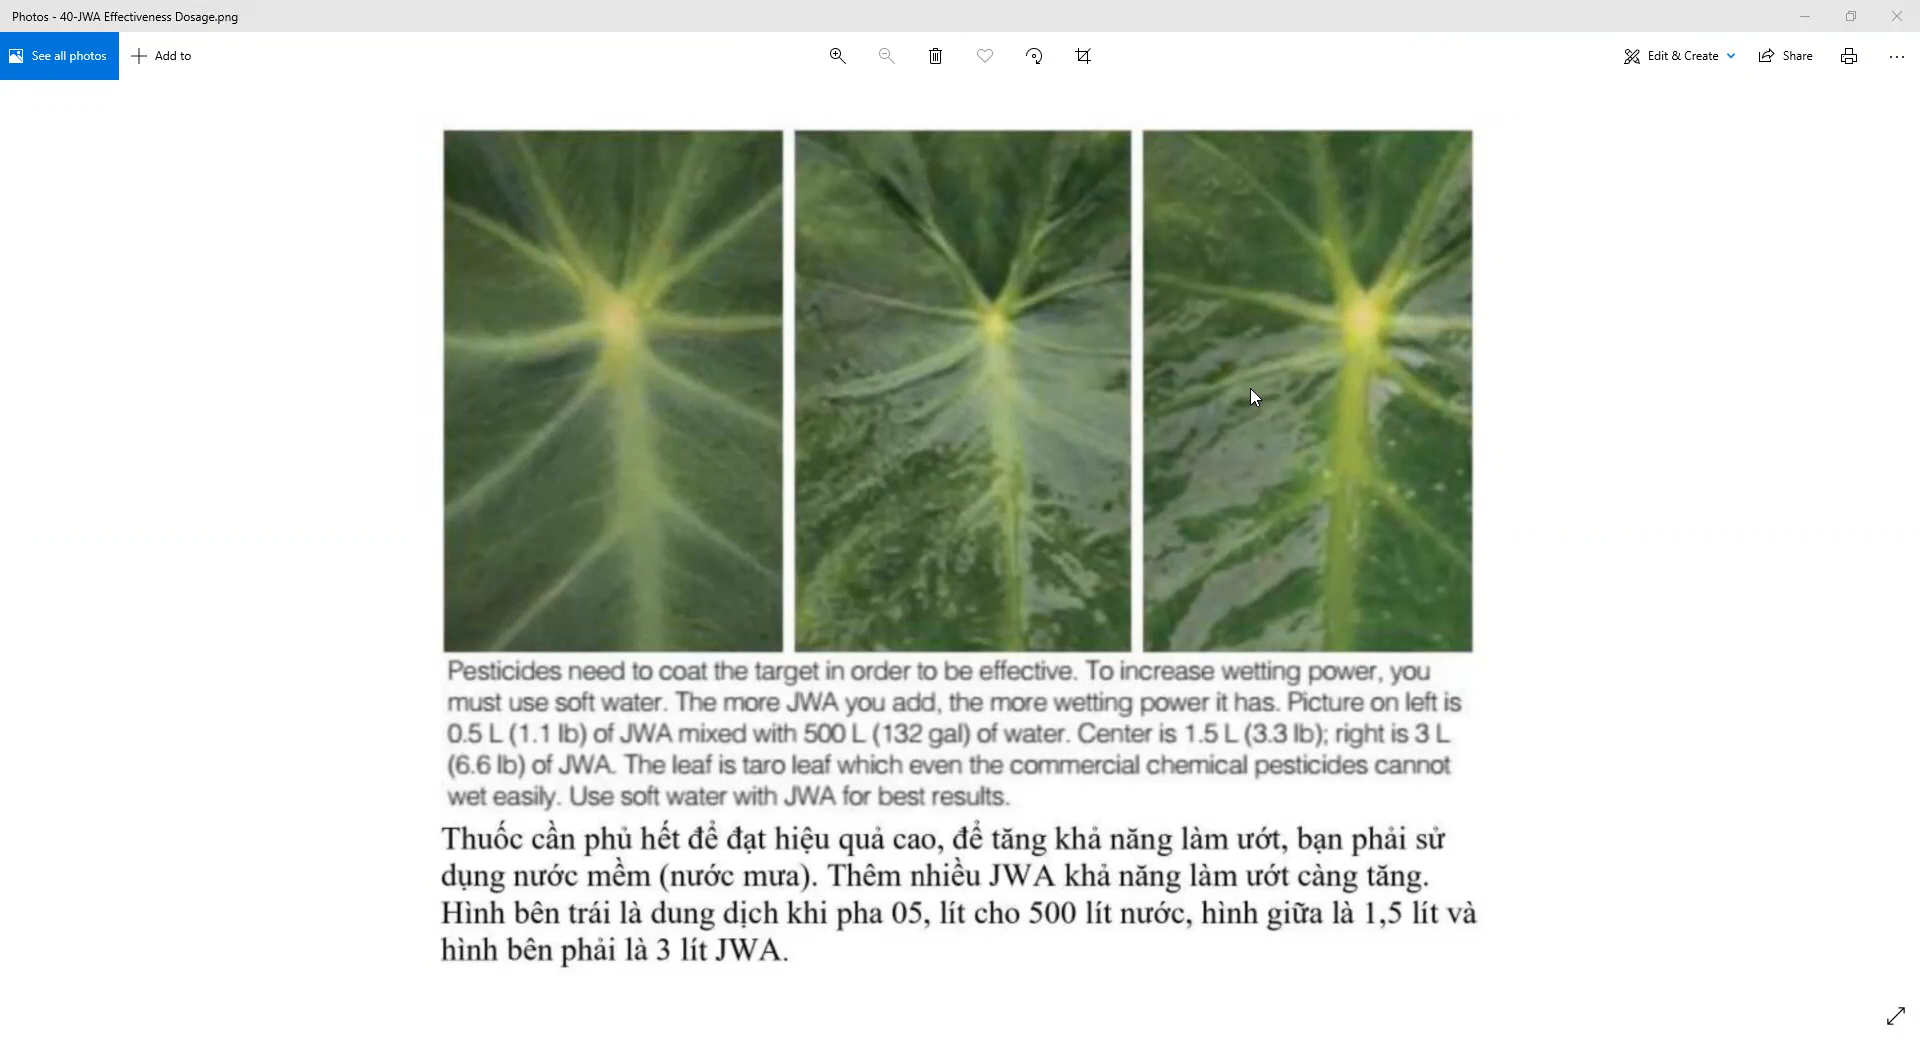 Photos - 40-JWA Effectiveness Dosage.png
See all photos
Add to
Edit & Create
Share
Pesticides need to coat the target in order to be effective. To increase wetting power, you
must use soft water. The more JWA you add, the more wetting power it has. Picture on left is
0.5 L (1.1 lb) of JWA mixed with 500 L (132 gal) of water. Center is 1.5 L (3.3 lb); right is 3 L
(6.6 lb) of JWA. The leaf is taro leaf which even the commercial chemical pesticides cannot
wet easily. Use soft water with JWA for best results.
Thuốc cần phủ hết để đạt hiệu quả cao, để tăng khả năng làm ướt, bạn phải sử
dụng nước mềm (nước mưa). Thêm nhiều JWA khả năng làm ướt càng tăng.
Hình bên trái là dung dịch khi pha 05, lít cho 500 lít nước, hình giữa là 1,5 lít và
hình bên phải là 3 lít JWA.